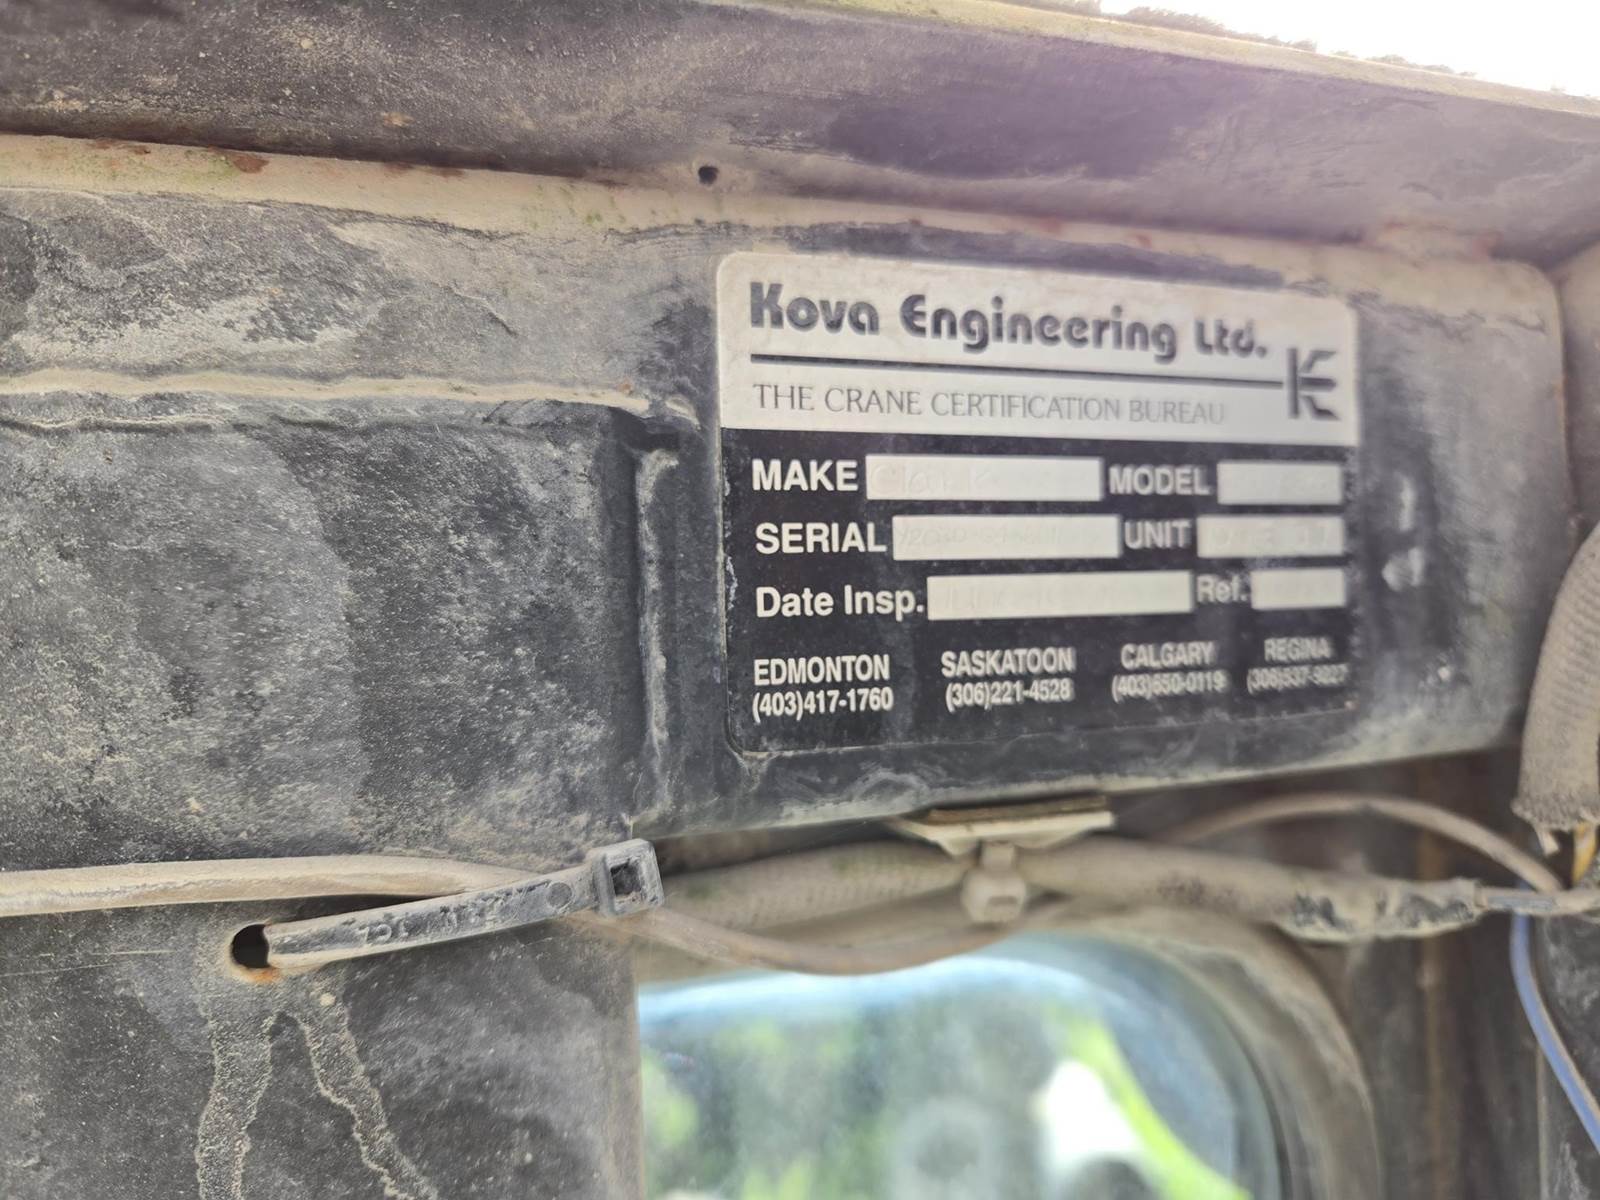 Kova Engineering Ltd.
THE CRANE CERTIFICATION BUREAU
MAKE Clark MODEL
SERIAL UNIT
Date Insp. Ref.
EDMONTON SASKATOON CALGARY REGINA
(403)417-1760 (306)221-4528 (403)650-0119